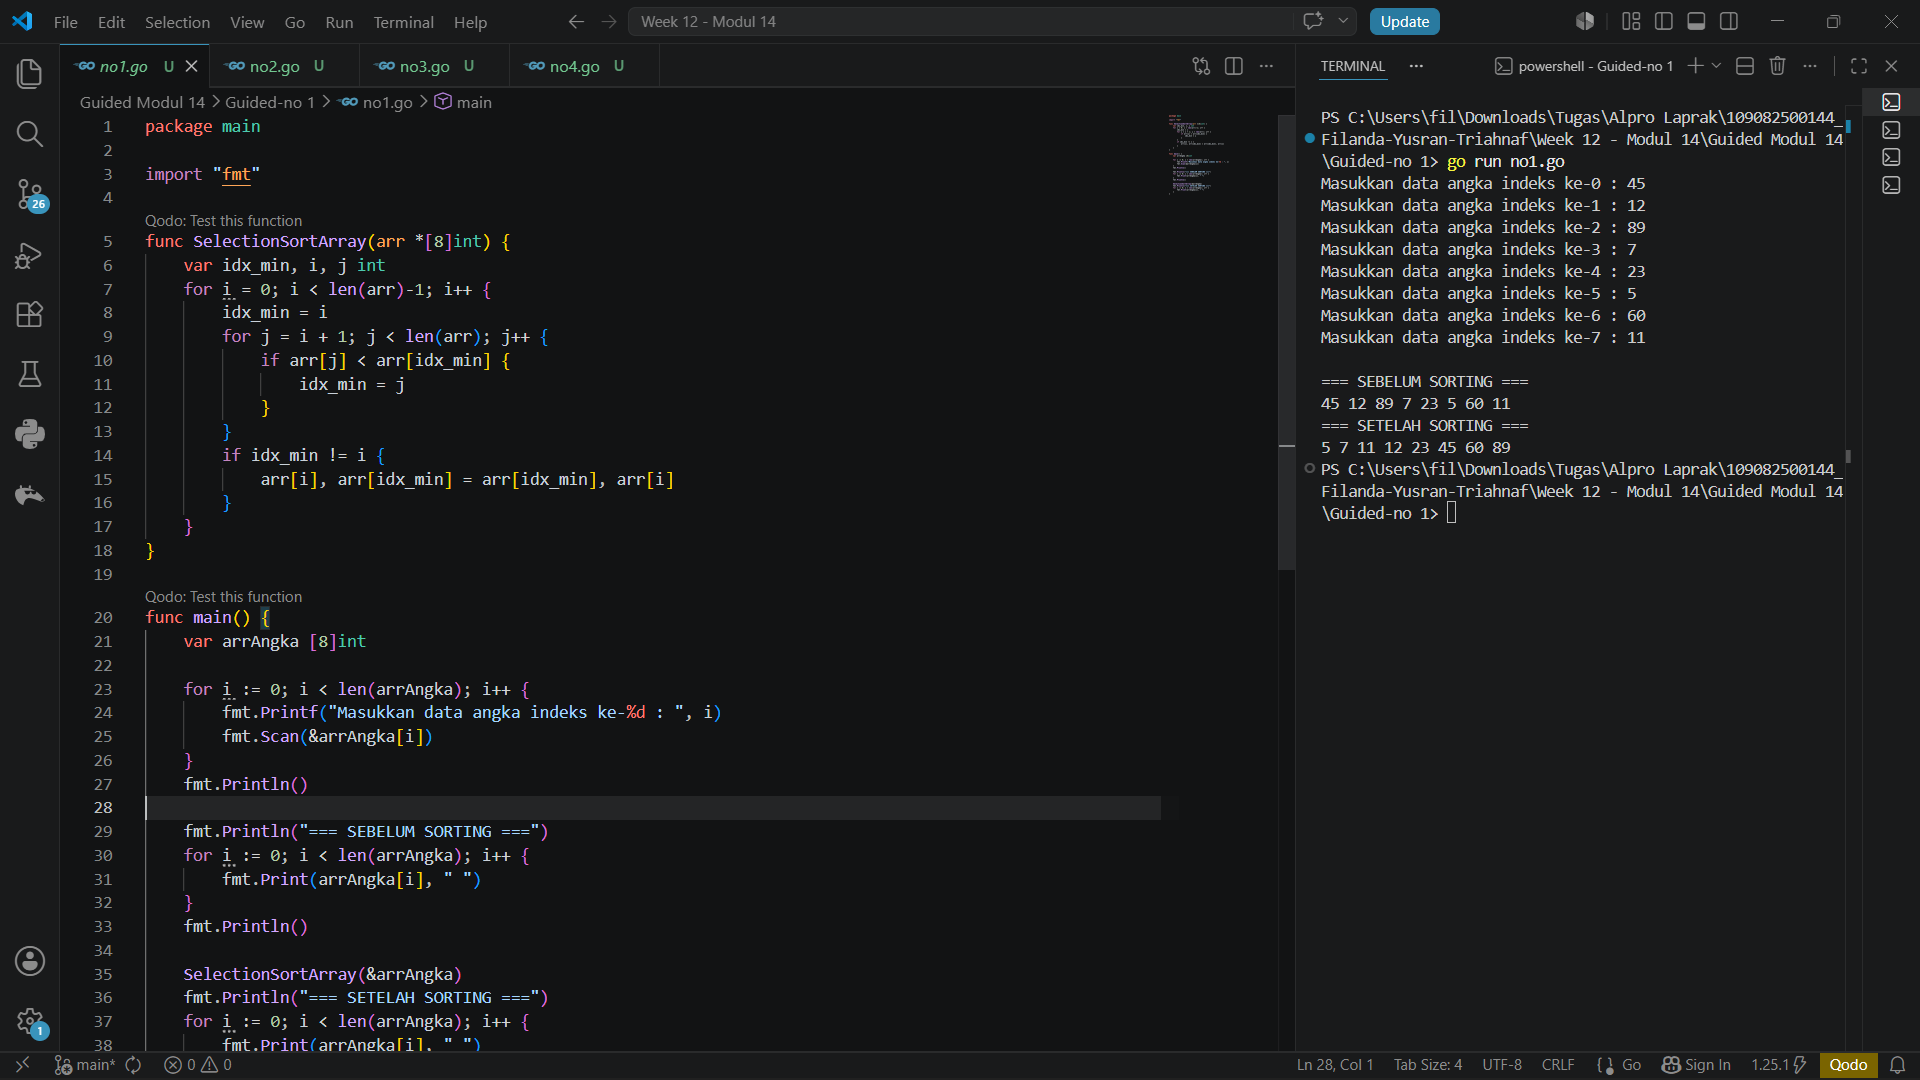 File Edit Selection View Go Run Terminal Help
Week 12 - Modul 14
Update
no1.go U
no2.go U
no3.go U
no4.go U
Guided Modul 14 > Guided-no 1 > no1.go > main
1 package main
2
3 import "fmt"
4
Qodo: Test this function
5 func SelectionSortArray(arr *[8]int) {
6 var idx_min, i, j int
7 for i = 0; i < len(arr)-1; i++ {
8 idx_min = i
9 for j = i + 1; j < len(arr); j++ {
10 if arr[j] < arr[idx_min] {
11 idx_min = j
12 }
13 }
14 if idx_min != i {
15 arr[i], arr[idx_min] = arr[idx_min], arr[i]
16 }
17 }
18 }
19
Qodo: Test this function
20 func main() {
21 var arrAngka [8]int
22
23 for i := 0; i < len(arrAngka); i++ {
24 fmt.Printf("Masukkan data angka indeks ke-%d : ", i)
25 fmt.Scan(&arrAngka[i])
26 }
27 fmt.Println()
28
29 fmt.Println("=== SEBELUM SORTING ===")
30 for i := 0; i < len(arrAngka); i++ {
31 fmt.Print(arrAngka[i], " ")
32 }
33 fmt.Println()
34
35 SelectionSortArray(&arrAngka)
36 fmt.Println("=== SETELAH SORTING ===")
37 for i := 0; i < len(arrAngka); i++ {
38 fmt.Print(arrAngka[i], " ")
TERMINAL
powershell - Guided-no 1
PS C:\Users\fil\Downloads\Tugas\Alpro Laprak\109082500144_
Filanda-Yusran-Triahnaf\Week 12 - Modul 14\Guided Modul 14
\Guided-no 1> go run no1.go
Masukkan data angka indeks ke-0 : 45
Masukkan data angka indeks ke-1 : 12
Masukkan data angka indeks ke-2 : 89
Masukkan data angka indeks ke-3 : 7
Masukkan data angka indeks ke-4 : 23
Masukkan data angka indeks ke-5 : 5
Masukkan data angka indeks ke-6 : 60
Masukkan data angka indeks ke-7 : 11
=== SEBELUM SORTING ===
45 12 89 7 23 5 60 11
=== SETELAH SORTING ===
5 7 11 12 23 45 60 89
PS C:\Users\fil\Downloads\Tugas\Alpro Laprak\109082500144_
Filanda-Yusran-Triahnaf\Week 12 - Modul 14\Guided Modul 14
\Guided-no 1>
26
1
main* 0 0
Ln 28, Col 1 Tab Size: 4 UTF-8 CRLF {} Go Sign In 1.25.1 Qodo